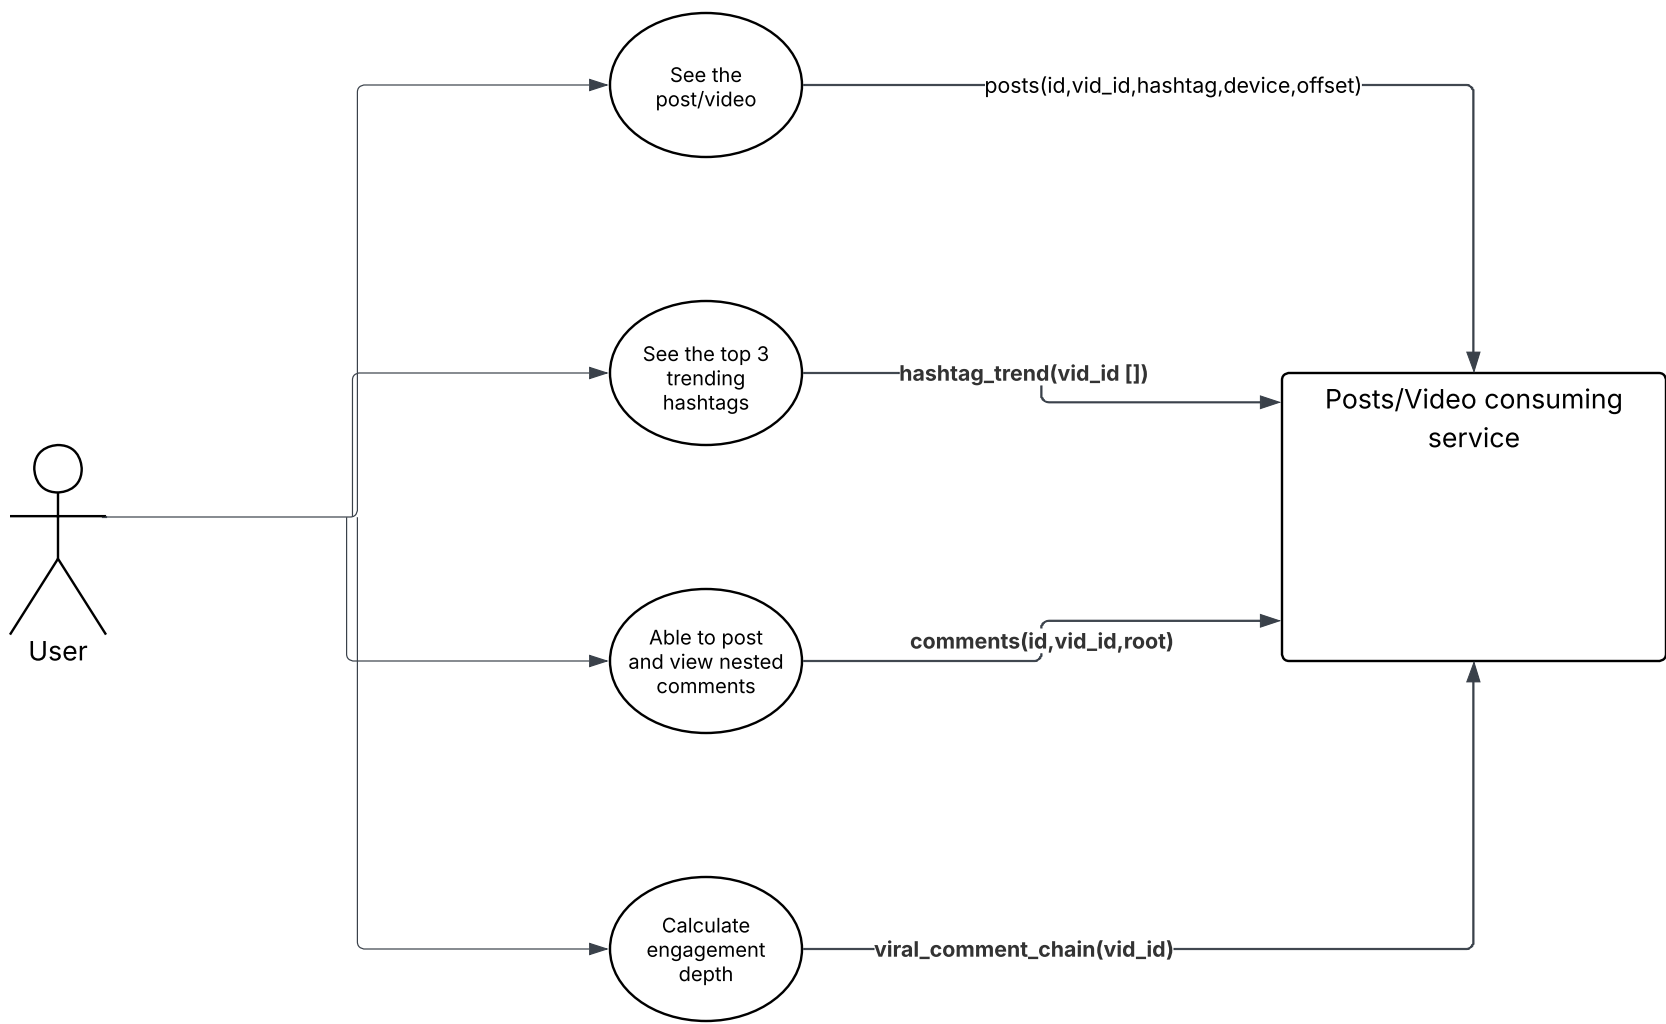 See the
post/video
posts(id,vid_id,hashtag,device,offset)
See the top 3
trending
hashtags
hashtag_trend(vid_id [])
Posts/Video consuming
service
User
Able to post
and view nested
comments
comments(id,vid_id,root)
Calculate
engagement
depth
viral_comment_chain(vid_id)